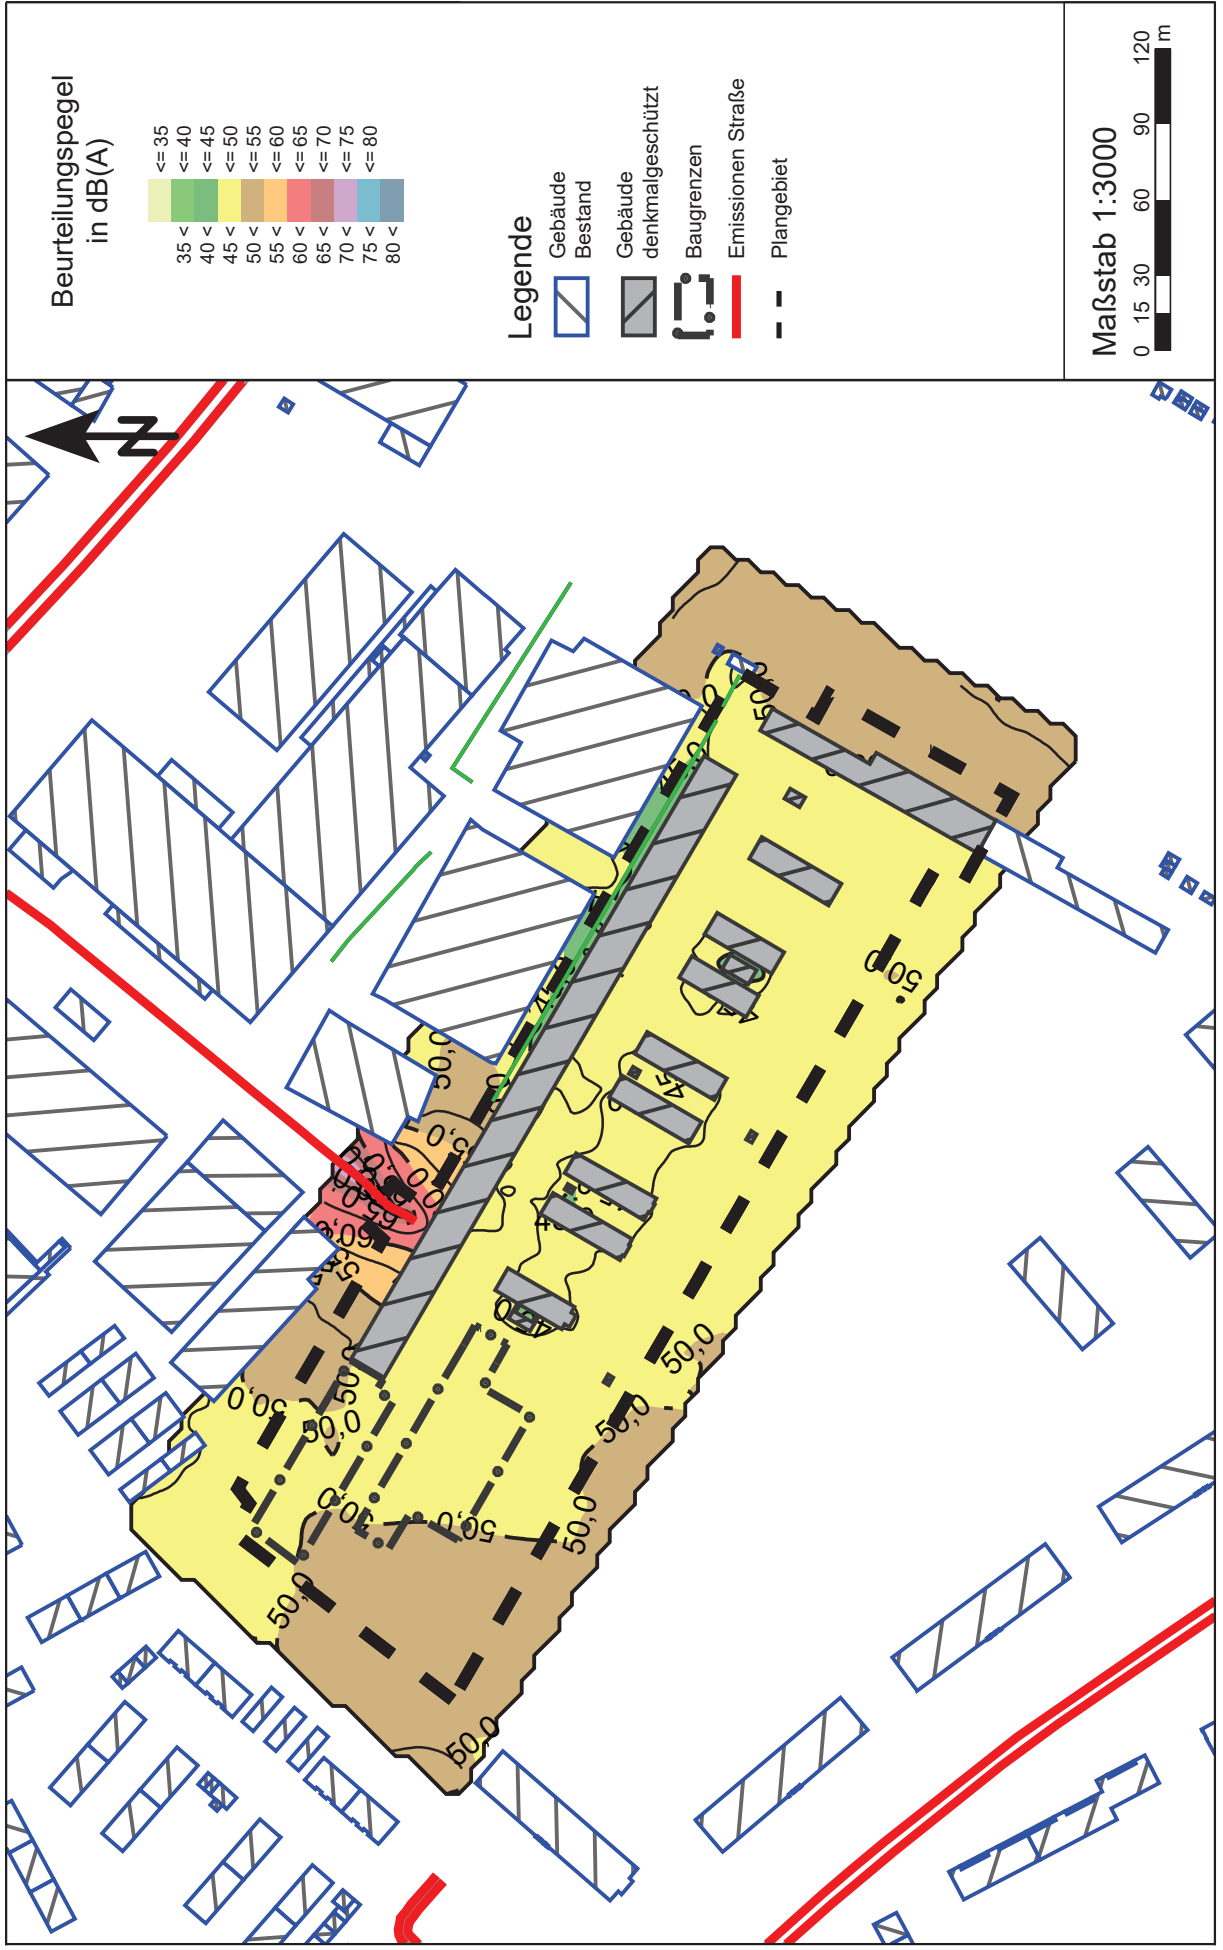 Beurteilungspegel
in dB(A)
<= 35
35 < <= 40
40 < <= 45
45 < <= 50
50 < <= 55
55 < <= 60
60 < <= 65
65 < <= 70
70 < <= 75
75 < <= 80
80 <
Legende
Gebäude
Bestand
Gebäude
denkmalgeschützt
Baugrenzen
Emissionen Straße
Plangebiet
Maßstab 1:3000
0 15 30 60 90 120
m
N
50,0
50,0
50,0
50,0
50,0
50,0
50,0
50,0
50,0
50,0
50,0